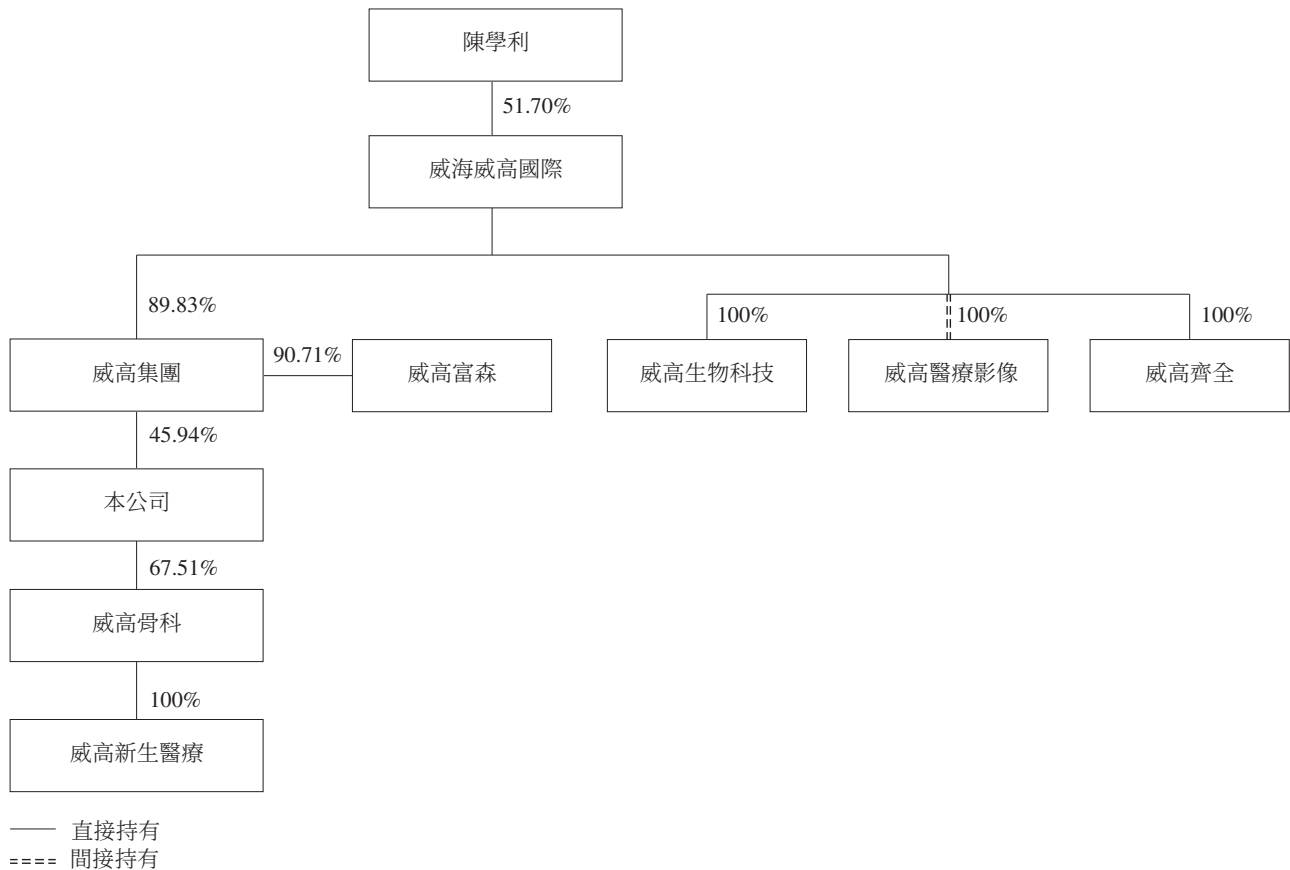 陳學利
51.70%
威海威高國際
89.83%
100%
100%
100%
威高集團
90.71%
威高富森
威高生物科技
威高醫療影像
威高齊全
45.94%
本公司
67.51%
威高骨科
100%
威高新生醫療
直接持有
間接持有